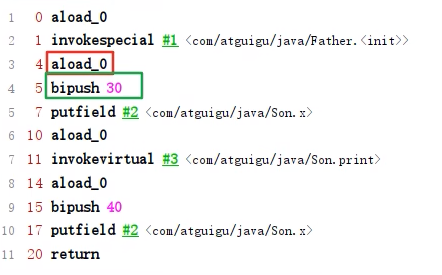 1 0 aload_0
2 1 invokespecial #1 <com/atguigu/java/Father.<init>>
3 4 aload_0
4 5 bipush 30
5 7 putfield #2 <com/atguigu/java/Son.x>
6 10 aload_0
7 11 invokevirtual #3 <com/atguigu/java/Son.print>
8 14 aload_0
9 15 bipush 40
10 17 putfield #2 <com/atguigu/java/Son.x>
11 20 return